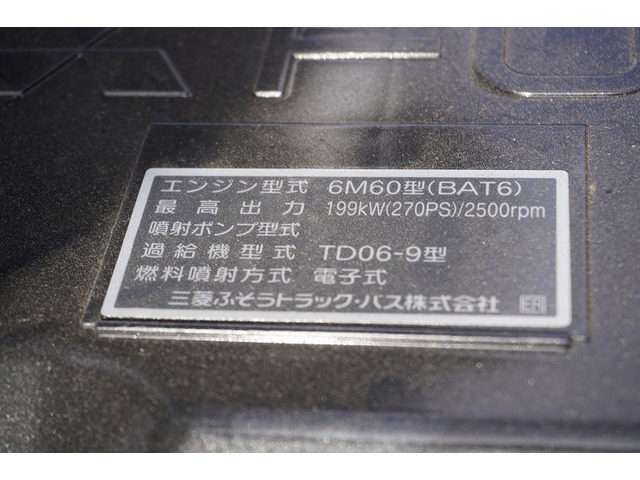 FU
エンジン型式 6M60型(BAT6)
最高出力 199kW(270PS)/2500rpm
噴射ポンプ型式
過給機型式 TD06-9型
燃料噴射方式 電子式
三菱ふそうトラック・バス株式会社